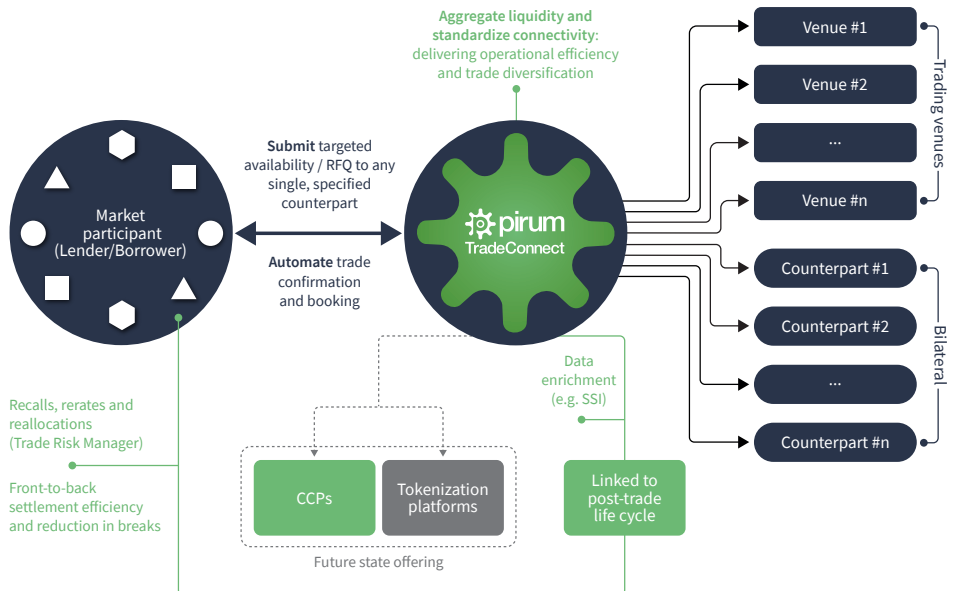 Aggregate liquidity and
standardize connectivity:
delivering operational efficiency
and trade diversification
Submit targeted
availability / RFQ to any
single, specified
counterpart
Automate trade
confirmation
and booking
Market
participant
(Lender/Borrower)
pirum
TradeConnect
Venue #1
Venue #2
...
Venue #n
Trading venues
Counterpart #1
Counterpart #2
...
Counterpart #n
Bilateral
Recalls, rerates and
reallocations
(Trade Risk Manager)
Front-to-back
settlement efficiency
and reduction in breaks
CCPs
Tokenization
platforms
Future state offering
Data
enrichment
(e.g. SSI)
Linked to
post-trade
life cycle